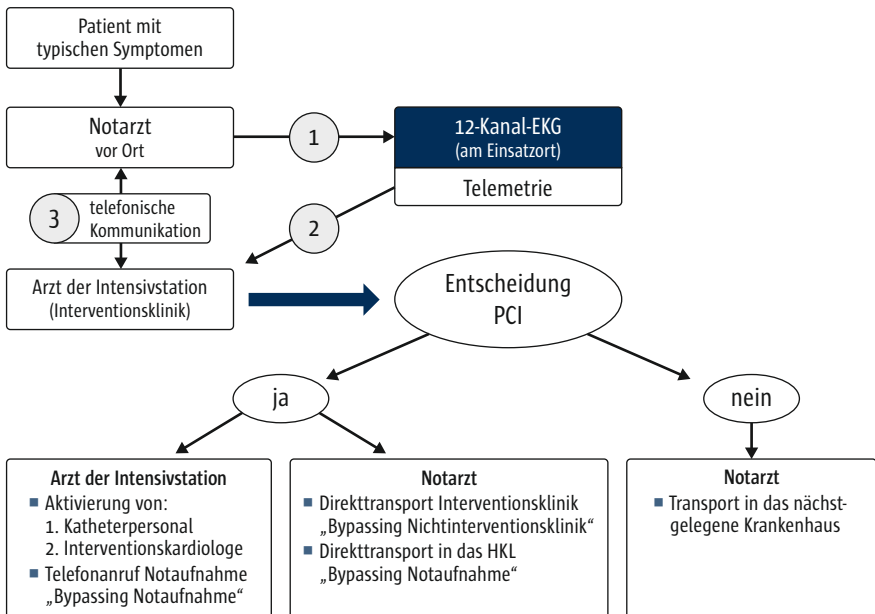 Patient mit
typischen Symptomen
Notarzt
vor Ort
1
12-Kanal-EKG
(am Einsatzort)
Telemetrie
3
telefonische
Kommunikation
2
Arzt der Intensivstation
(Interventionsklinik)
Entscheidung
PCI
ja
nein
Arzt der Intensivstation
Aktivierung von:
1. Katheterpersonal
2. Interventionskardiologe
Telefonanruf Notaufnahme
„Bypassing Notaufnahme“
Notarzt
Direkttransport Interventionsklinik
„Bypassing Nichtinterventionsklinik“
Direkttransport in das HKL
„Bypassing Notaufnahme“
Notarzt
Transport in das nächst-
gelegene Krankenhaus